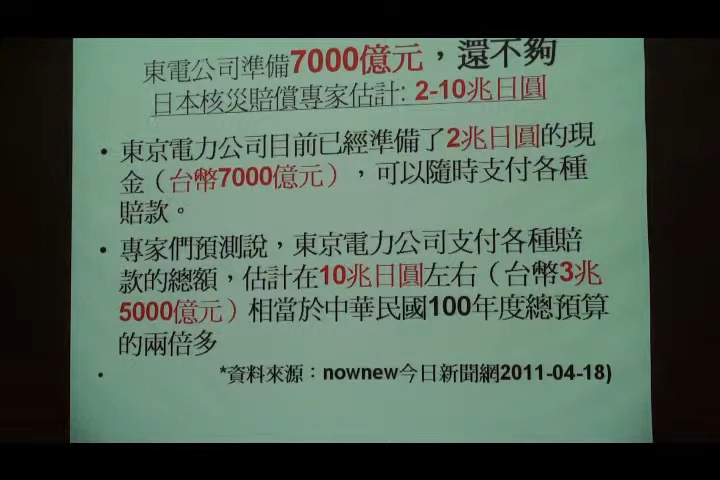 東電公司準備7000億元，還不夠
日本核災賠償專家估計: 2-10兆日圓
• 東京電力公司目前已經準備了2兆日圓的現
金（台幣7000億元），可以隨時支付各種
賠款。
• 專家們預測說，東京電力公司支付各種賠
款的總額，估計在10兆日圓左右（台幣3兆
5000億元）相當於中華民國100年度總預算
的兩倍多
• *資料來源：nownew今日新聞網2011-04-18)